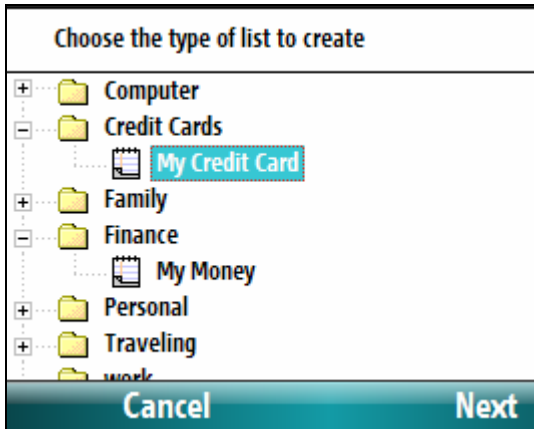 Choose the type of list to create
Computer
Credit Cards
My Credit Card
Family
Finance
My Money
Personal
Traveling
work
Cancel Next